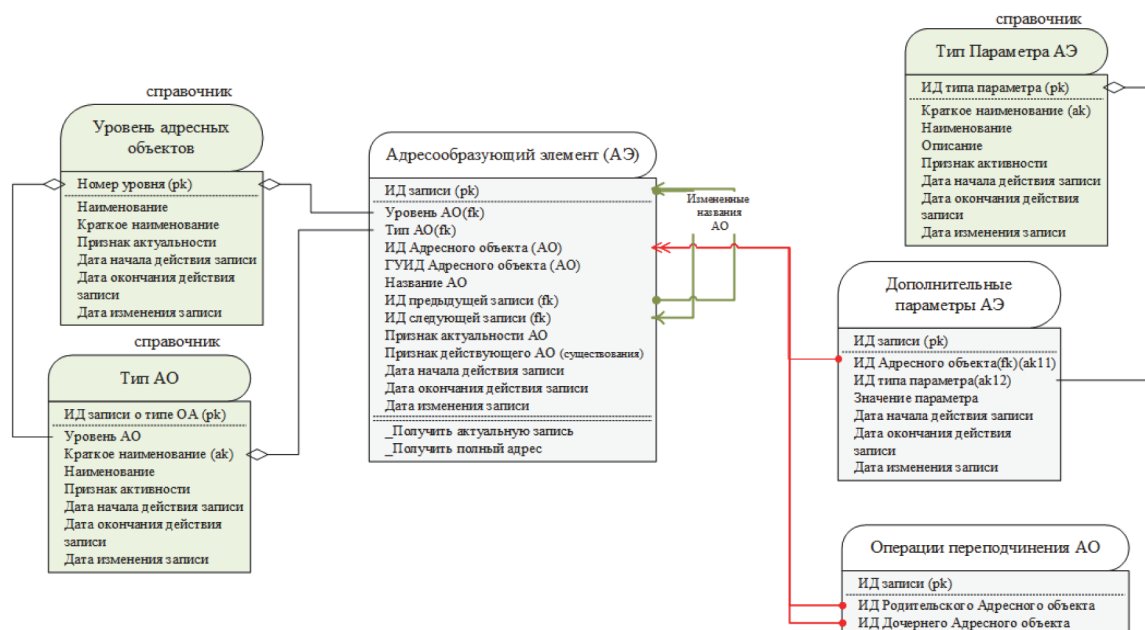 справочник
Уровень адресных
объектов
Номер уровня (pk)
Наименование
Краткое наименование
Признак актуальности
Дата начала действия записи
Дата окончания действия
записи
Дата изменения записи
справочник
Тип АО
ИД записи о типе ОА (pk)
Уровень АО
Краткое наименование (ak)
Наименование
Признак активности
Дата начала действия записи
Дата окончания действия
записи
Дата изменения записи
Адресообразующий элемент (АЭ)
ИД записи (pk)
Уровень АО(fk)
Тип АО(fk)
ИД Адресного объекта (АО)
ГУИД Адресного объекта (АО)
Название АО
ИД предыдущей записи (fk)
ИД следующей записи (fk)
Признак актуальности АО
Признак действующего АО (существования)
Дата начала действия записи
Дата окончания действия записи
Дата изменения записи
_Получить актуальную запись
_Получить полный адрес
Измененные
названия
АО
справочник
Тип Параметра АЭ
ИД типа параметра (pk)
Краткое наименование (ak)
Наименование
Описание
Признак активности
Дата начала действия записи
Дата окончания действия
записи
Дата изменения записи
Дополнительные
параметры АЭ
ИД записи (pk)
ИД Адресного объекта(fk)(ak11)
ИД типа параметра(ak12)
Значение параметра
Дата начала действия записи
Дата окончания действия
записи
Дата изменения записи
Операции переподчинения АО
ИД записи (pk)
ИД Родительского Адресного объекта
ИД Дочернего Адресного объекта